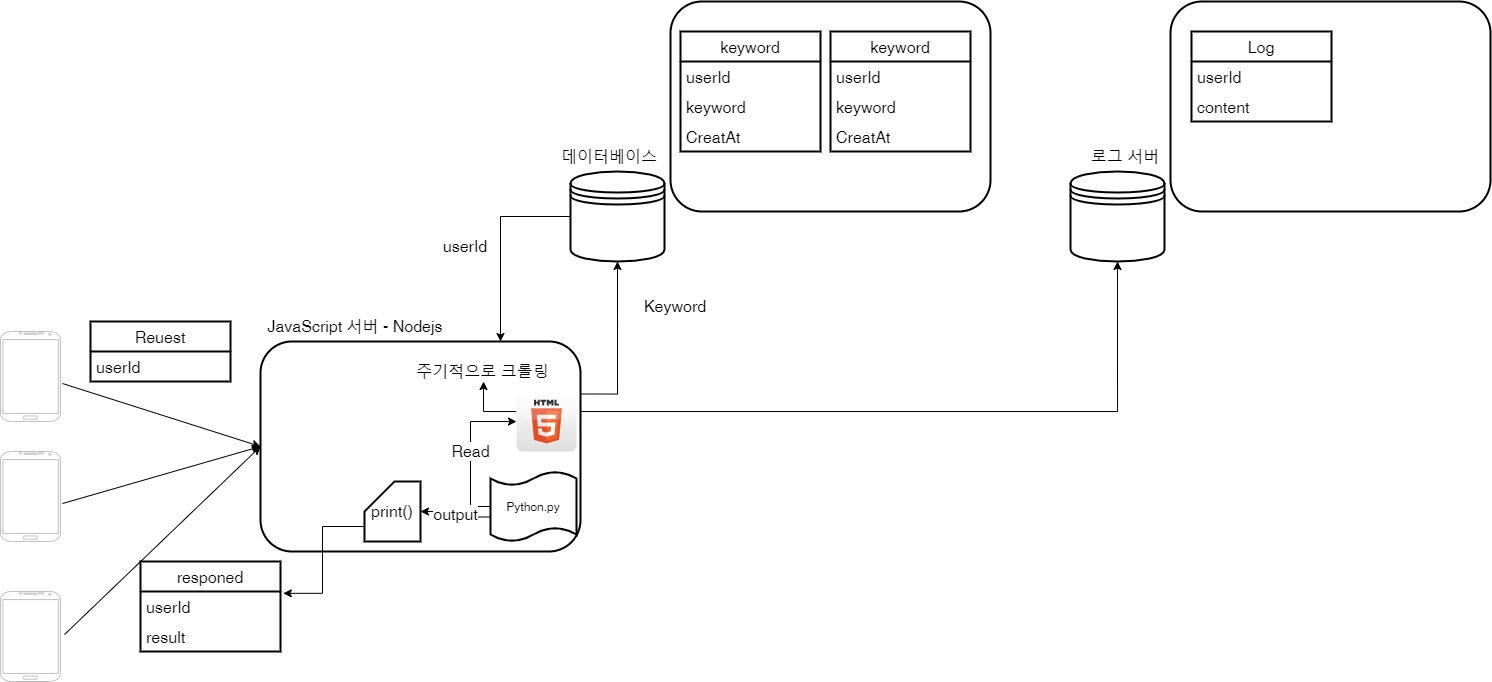 keyword
userId
keyword
CreatAt
keyword
userId
keyword
CreatAt
Log
userId
content
데이터베이스
로그 서버
userId
Keyword
Reuest
userId
JavaScript 서버 - Nodejs
주기적으로 크롤링
HTML
5
Read
Python.py
print()
output
responed
userId
result